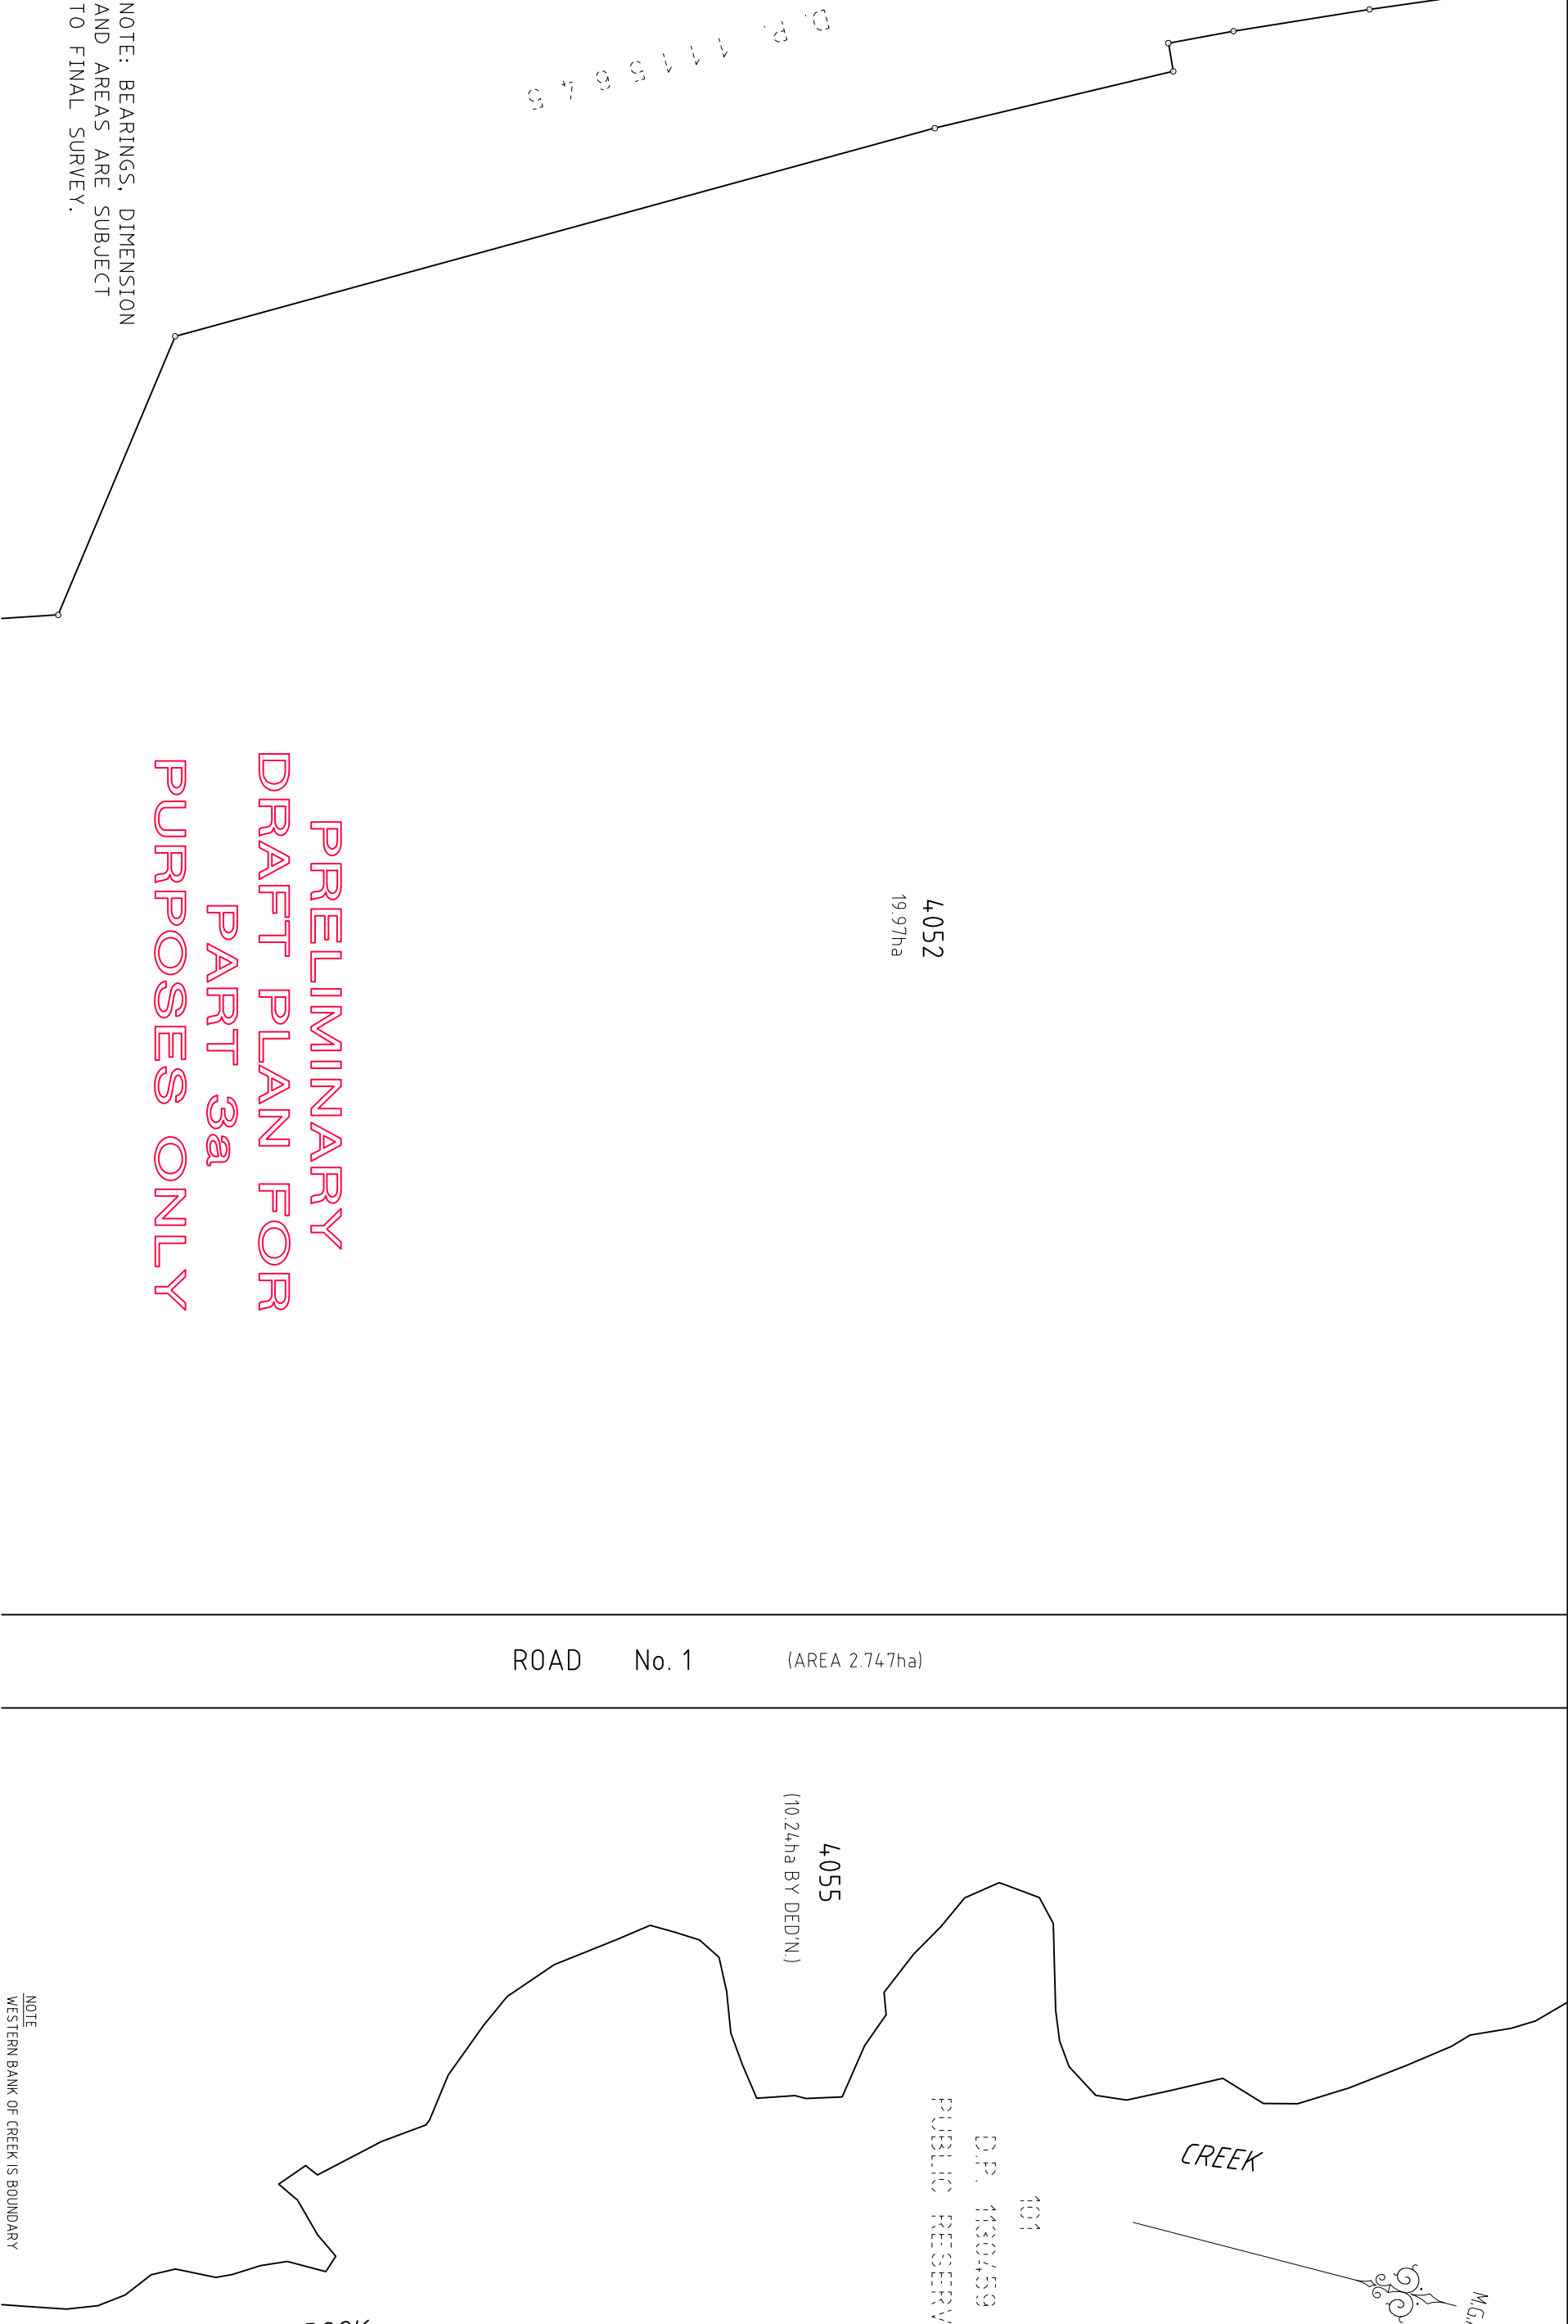 NOTE: BEARINGS, DIMENSION
AND AREAS ARE SUBJECT
TO FINAL SURVEY.
D.P. 1115645
4052
19.97ha
PRELIMINARY
DRAFT PLAN FOR
PART 3a
PURPOSES ONLY
ROAD No. 1 (AREA 2.747ha)
4055
(10.24ha BY DED'N.)
CREEK
101
D.P. 1130459
PUBLIC RESERV
M.G.
NOTE
WESTERN BANK OF CREEK IS BOUNDARY